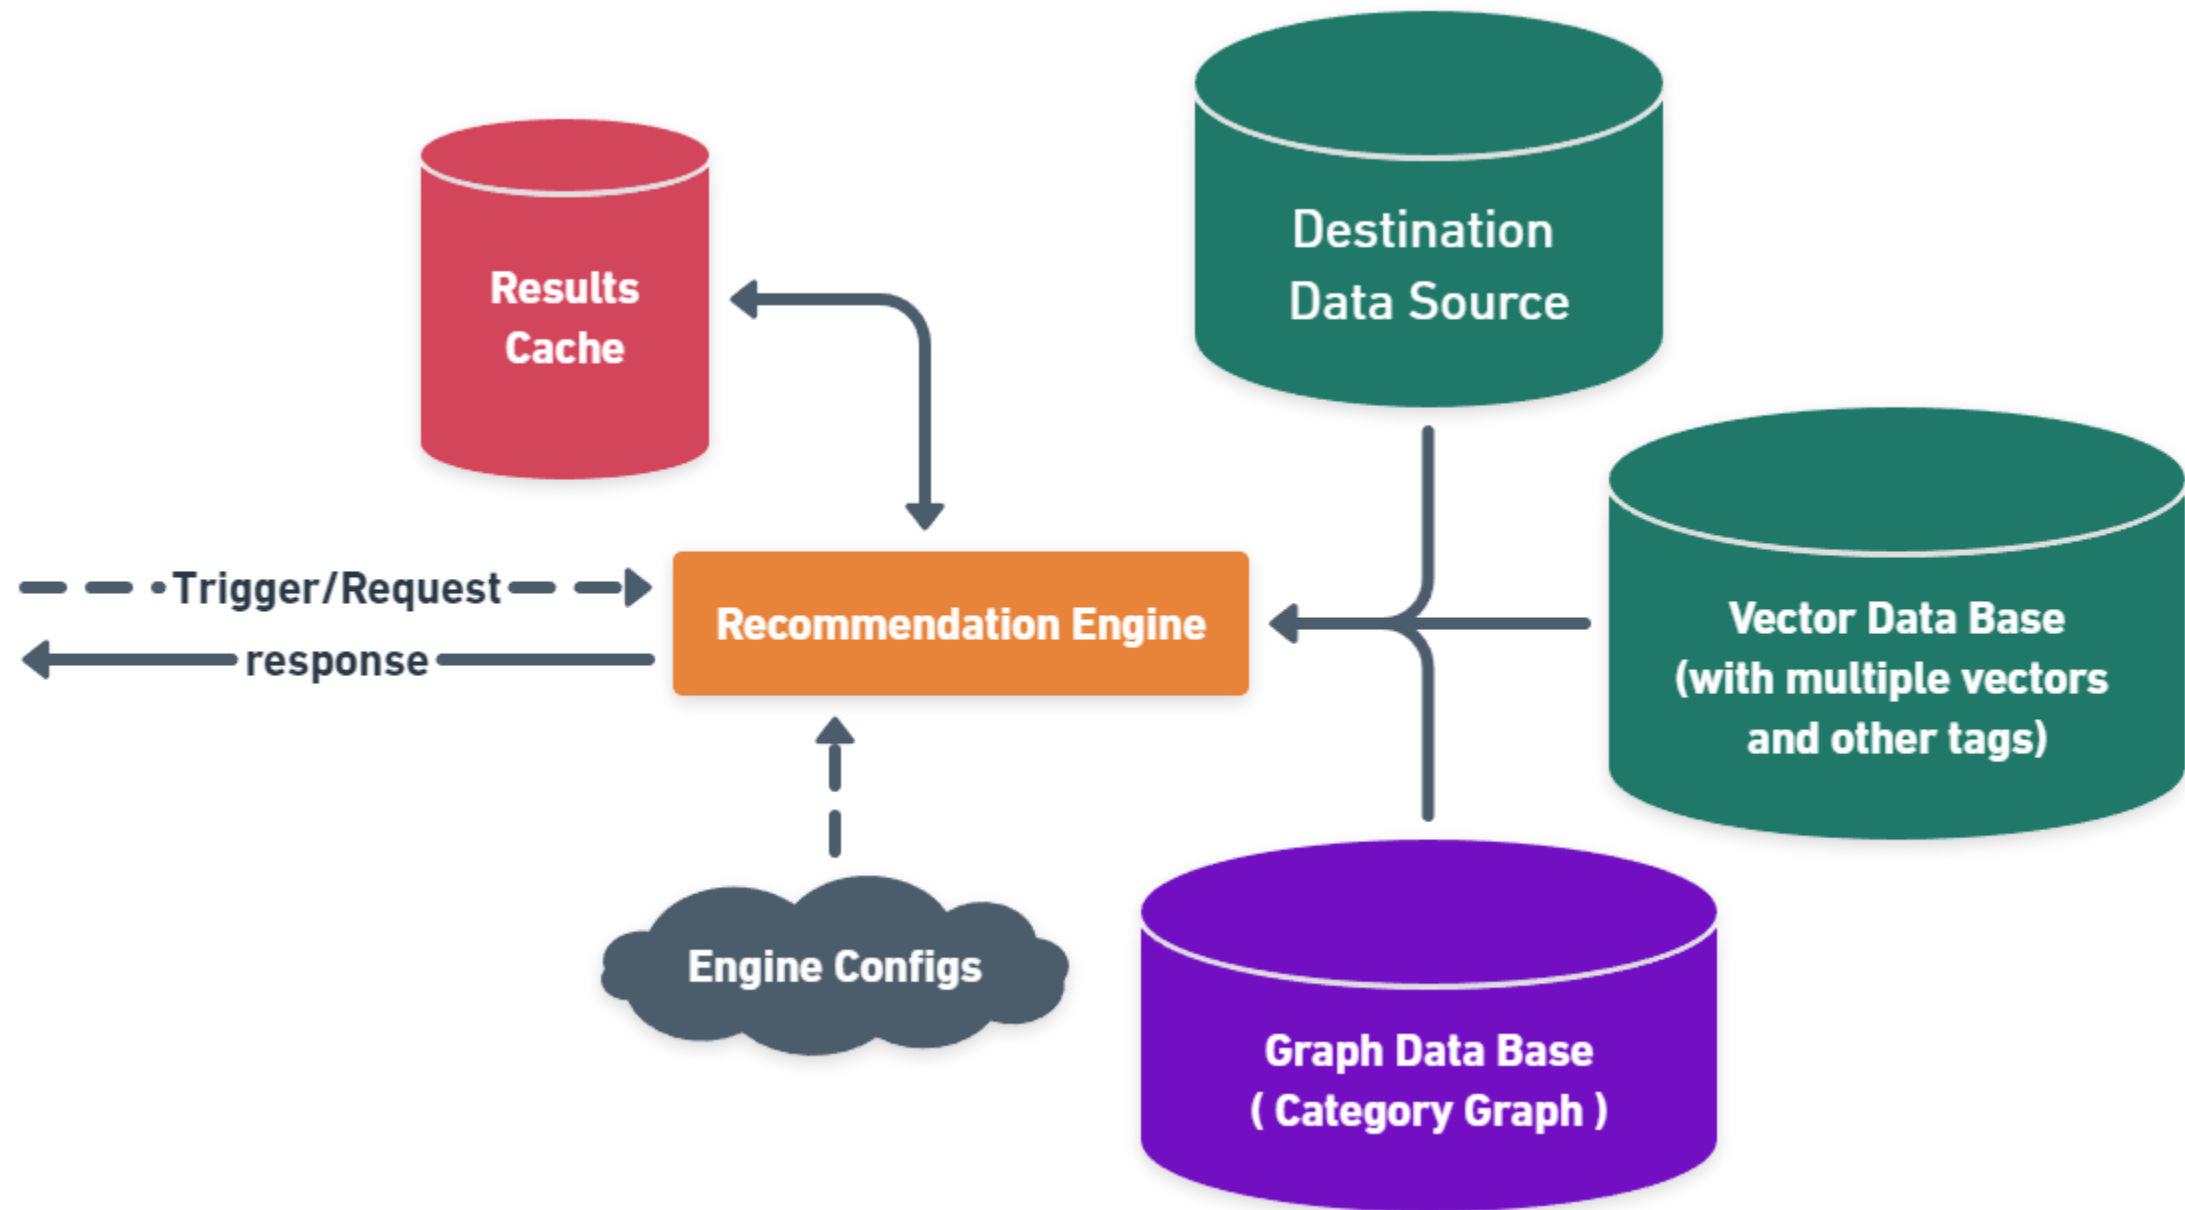 Destination
Data Source
Results
Cache
Trigger/Request
response
Recommendation Engine
Vector Data Base
(with multiple vectors
and other tags)
Engine Configs
Graph Data Base
( Category Graph )